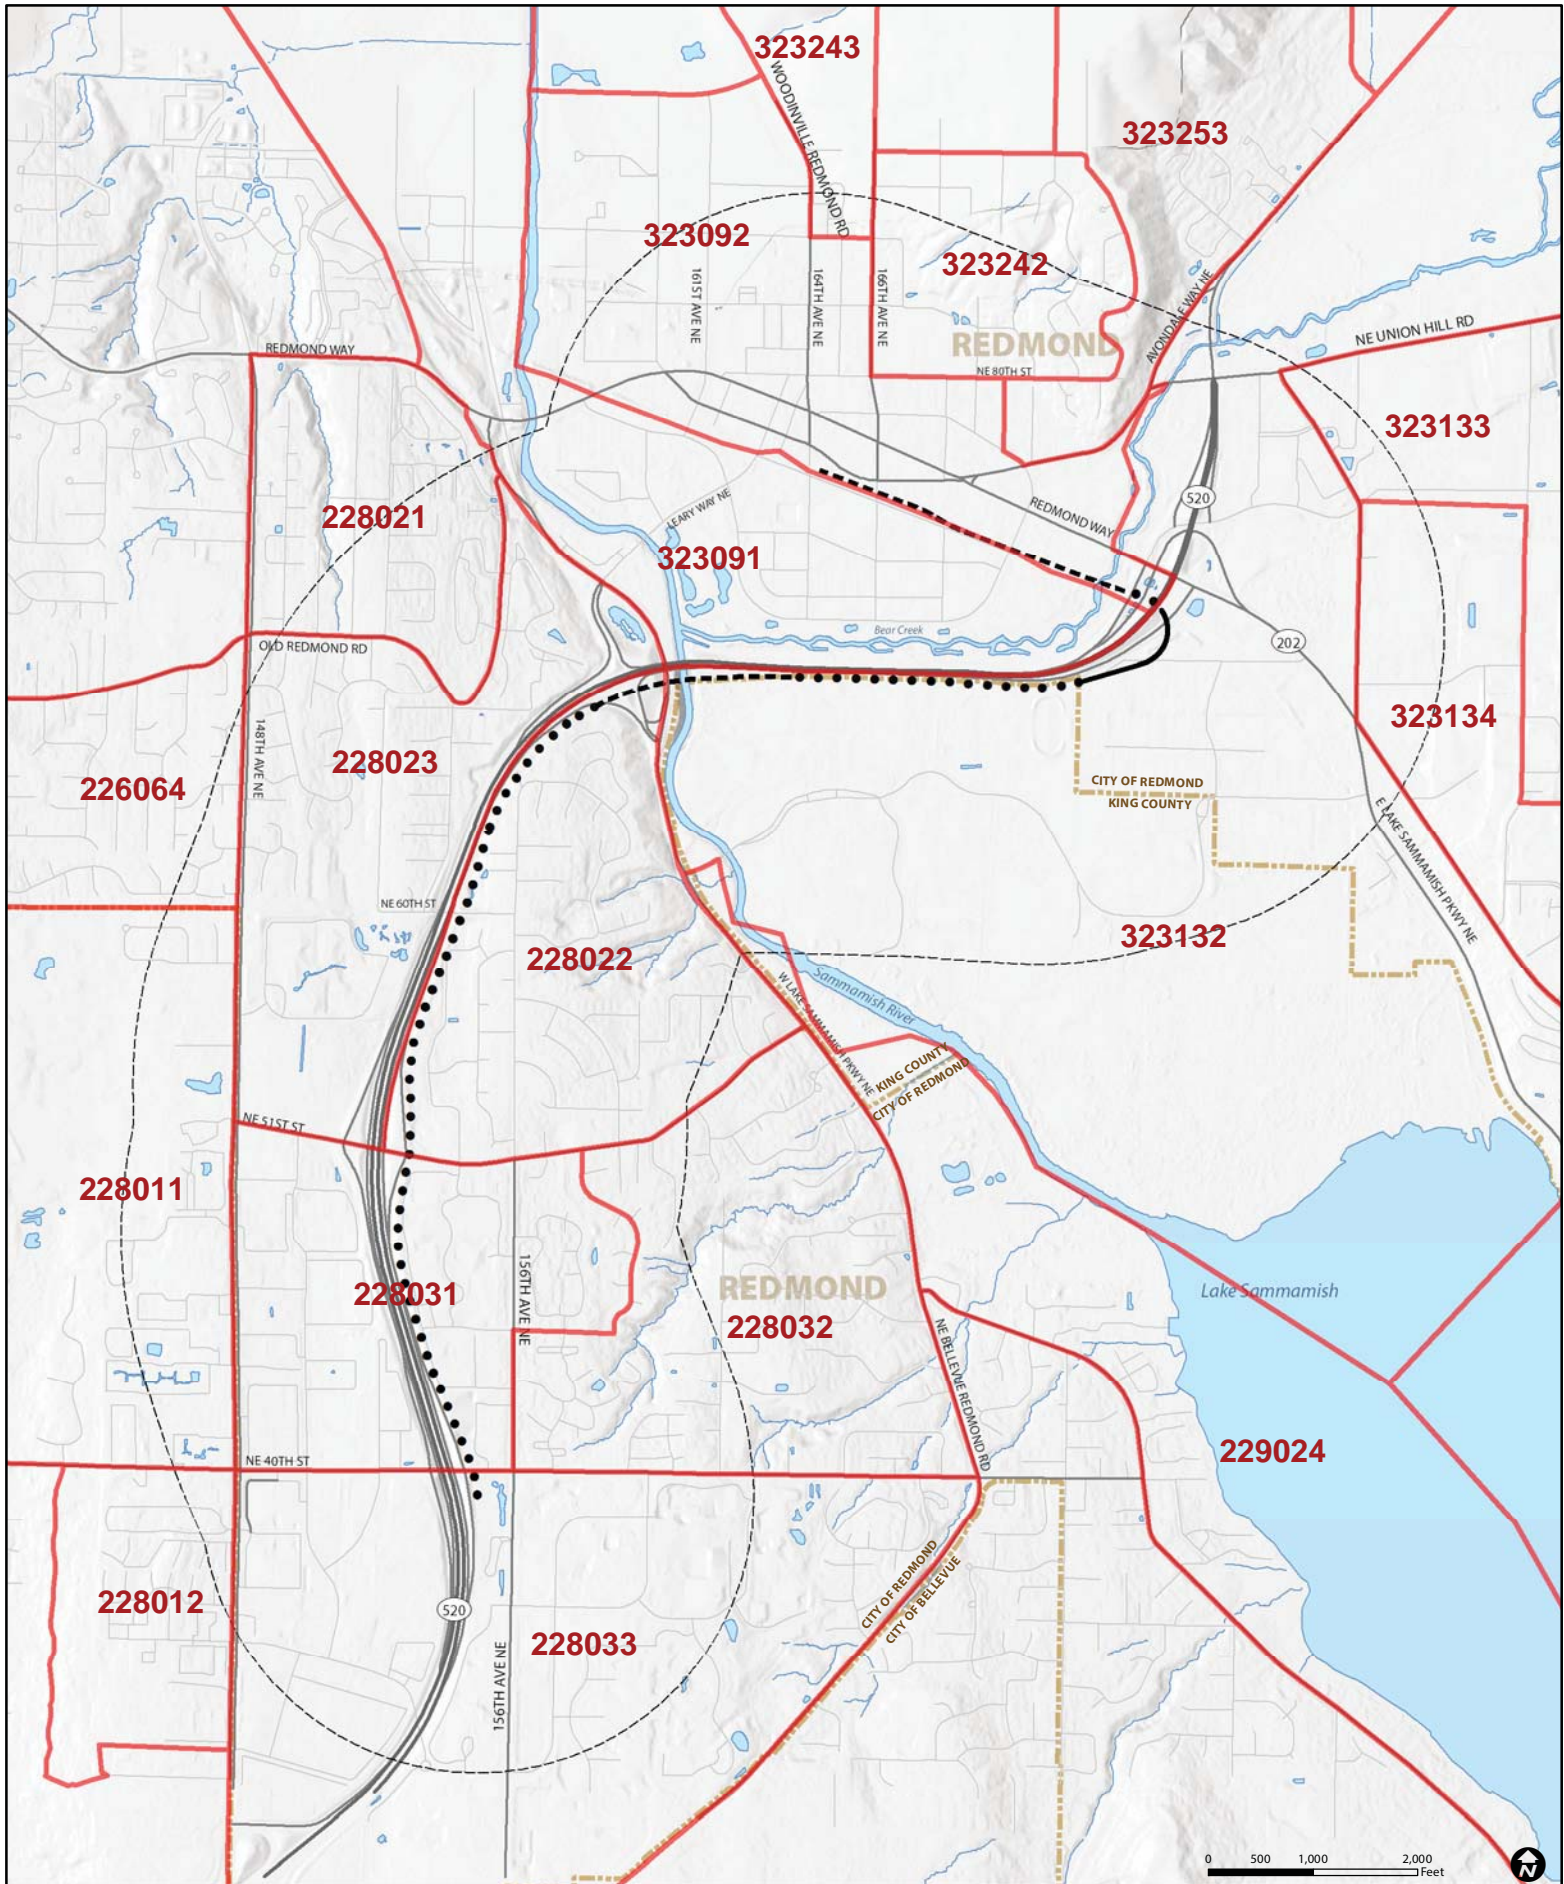 323243
WOODINVILLE REDMOND RD
323253
323092
323242
161ST AVE NE
164TH AVE NE
166TH AVE NE
AVONDALE WAY NE
REDMOND
NE UNION HILL RD
REDMOND WAY
NE 80TH ST
323133
520
228021
LEARY WAY NE
REDMOND WAY
323091
Bear Creek
202
OLD REDMOND RD
323134
148TH AVE NE
228023
226064
CITY OF REDMOND
KING COUNTY
E LAKE SAMMAMISH PKWY NE
NE 60TH ST
323132
228022
W LAKE SAMMAMISH PKWY NE
Sammamish River
KING COUNTY
CITY OF REDMOND
NE 51ST ST
228011
228031
156TH AVE NE
REDMOND
228032
Lake Sammamish
NE BELLEVUE REDMOND RD
229024
NE 40TH ST
CITY OF REDMOND
CITY OF BELLEVUE
228012
520
228033
156TH AVE NE
0 500 1,000 2,000
Feet
N